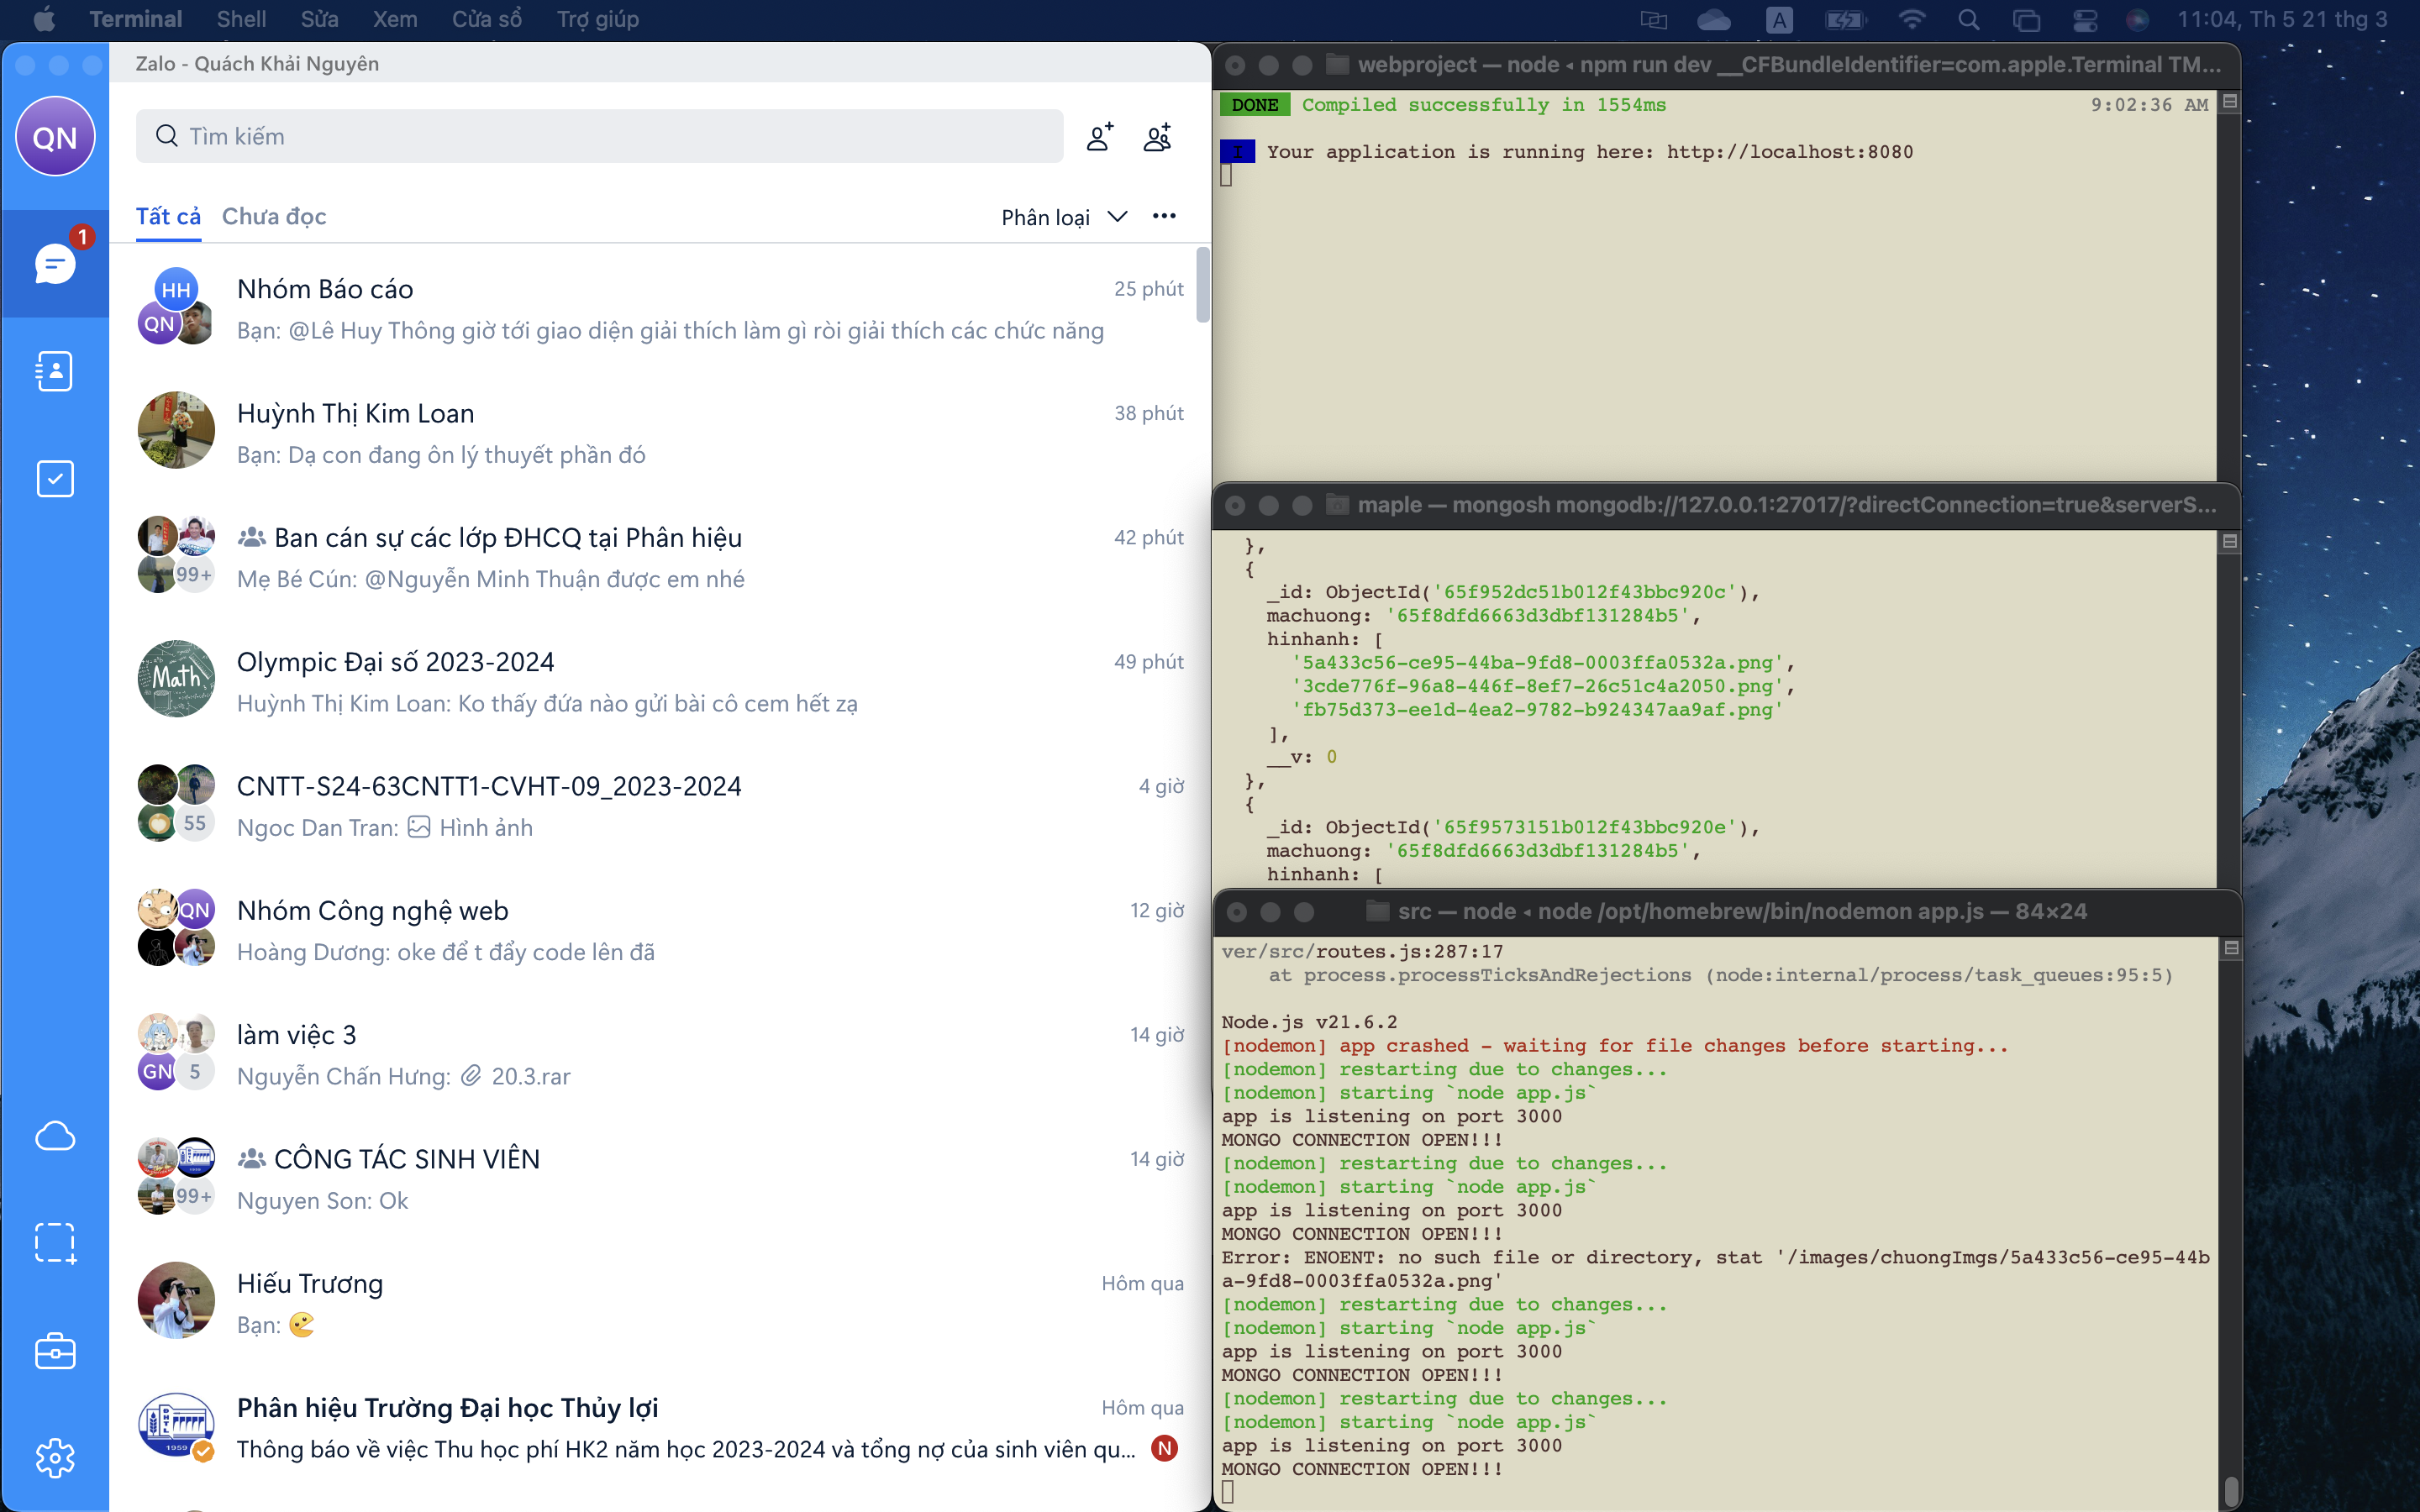 Terminal Shell Sửa Xem Cửa sổ Trợ giúp
A
11:04, Th 5 21 thg 3
Zalo - Quách Khải Nguyên
QN
1
Tìm kiếm
Tất cả Chưa đọc
Phân loại
HH
QN
Nhóm Báo cáo
25 phút
Bạn: @Lê Huy Thông giờ tới giao diện giải thích làm gì ròi giải thích các chức năng
Huỳnh Thị Kim Loan
38 phút
Bạn: Dạ con đang ôn lý thuyết phần đó
99+
Ban cán sự các lớp ĐHCQ tại Phân hiệu
42 phút
Mẹ Bé Cún: @Nguyễn Minh Thuận được em nhé
Math
Olympic Đại số 2023-2024
49 phút
Huỳnh Thị Kim Loan: Ko thấy đứa nào gửi bài cô cem hết zạ
55
CNTT-S24-63CNTT1-CVHT-09_2023-2024
4 giờ
Ngoc Dan Tran: Hình ảnh
QN
Nhóm Công nghệ web
12 giờ
Hoàng Dương: oke để t đẩy code lên đã
GN
5
làm việc 3
14 giờ
Nguyễn Chấn Hưng: 20.3.rar
99+
CÔNG TÁC SINH VIÊN
14 giờ
Nguyen Son: Ok
Hiếu Trương
Hôm qua
Bạn:
1959
Phân hiệu Trường Đại học Thủy lợi
Hôm qua
Thông báo về việc Thu học phí HK2 năm học 2023-2024 và tổng nợ của sinh viên qu...
N
webproject — node ◂ npm run dev __CFBundleIdentifier=com.apple.Terminal TM...
DONE Compiled successfully in 1554ms 9:02:36 AM
I Your application is running here: http://localhost:8080
maple — mongosh mongodb://127.0.0.1:27017/?directConnection=true&serverS...
},
{
_id: ObjectId('65f952dc51b012f43bbc920c'),
machuong: '65f8dfd6663d3dbf131284b5',
hinhanh: [
'5a433c56-ce95-44ba-9fd8-0003ffa0532a.png',
'3cde776f-96a8-446f-8ef7-26c51c4a2050.png',
'fb75d373-ee1d-4ea2-9782-b924347aa9af.png'
],
__v: 0
},
{
_id: ObjectId('65f9573151b012f43bbc920e'),
machuong: '65f8dfd6663d3dbf131284b5',
hinhanh: [
src — node ◂ node /opt/homebrew/bin/nodemon app.js — 84×24
ver/src/routes.js:287:17
at process.processTicksAndRejections (node:internal/process/task_queues:95:5)
Node.js v21.6.2
[nodemon] app crashed - waiting for file changes before starting...
[nodemon] restarting due to changes...
[nodemon] starting `node app.js`
app is listening on port 3000
MONGO CONNECTION OPEN!!!
[nodemon] restarting due to changes...
[nodemon] starting `node app.js`
app is listening on port 3000
MONGO CONNECTION OPEN!!!
Error: ENOENT: no such file or directory, stat '/images/chuongImgs/5a433c56-ce95-44b
a-9fd8-0003ffa0532a.png'
[nodemon] restarting due to changes...
[nodemon] starting `node app.js`
app is listening on port 3000
MONGO CONNECTION OPEN!!!
[nodemon] restarting due to changes...
[nodemon] starting `node app.js`
app is listening on port 3000
MONGO CONNECTION OPEN!!!